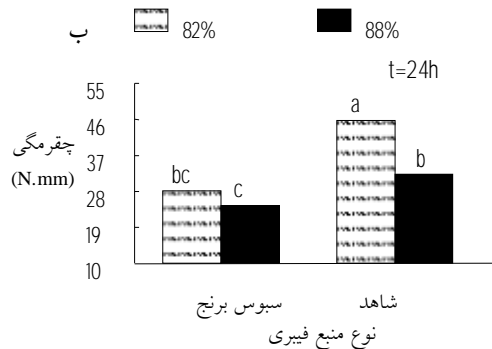 ب 82% 88%
t=24h
55
46
37
28
19
10
چقرمگی
(N.mm)
bc
c
a
b
سبوس برنج شاهد
نوع منبع فیبری